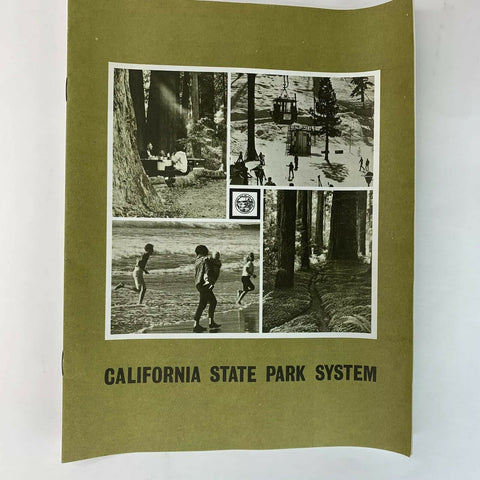 CALIFORNIA STATE PARK SYSTEM